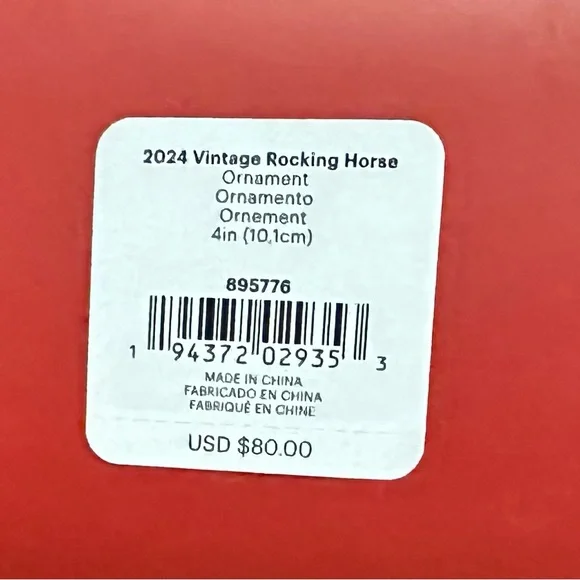 2024 Vintage Rocking Horse
Ornament
Ornamento
Ornement
4in (10,1cm)
895776
1 94372 02935 3
MADE IN CHINA
FABRICADO EN CHINA
FABRIQUÉ EN CHINE
USD $80.00